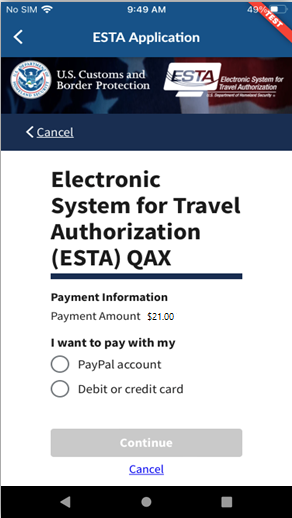 No SIM 9:49 AM 49%
TEST
ESTA Application
U.S. Customs and
Border Protection
ESTA
Electronic System for
Travel Authorization
U.S. Department of Homeland Security
Cancel
Electronic
System for Travel
Authorization
(ESTA) QAX
Payment Information
Payment Amount $21.00
I want to pay with my
PayPal account
Debit or credit card
Continue
Cancel